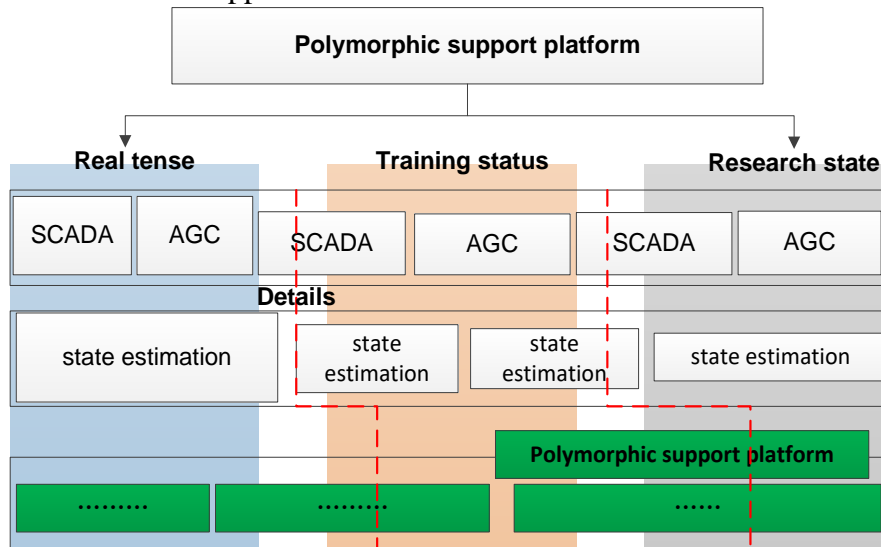 Polymorphic support platform
Real tense
Training status
Research state
SCADA
AGC
SCADA
AGC
SCADA
AGC
Details
state estimation
state
estimation
state
estimation
state estimation
Polymorphic support platform
………
………
……